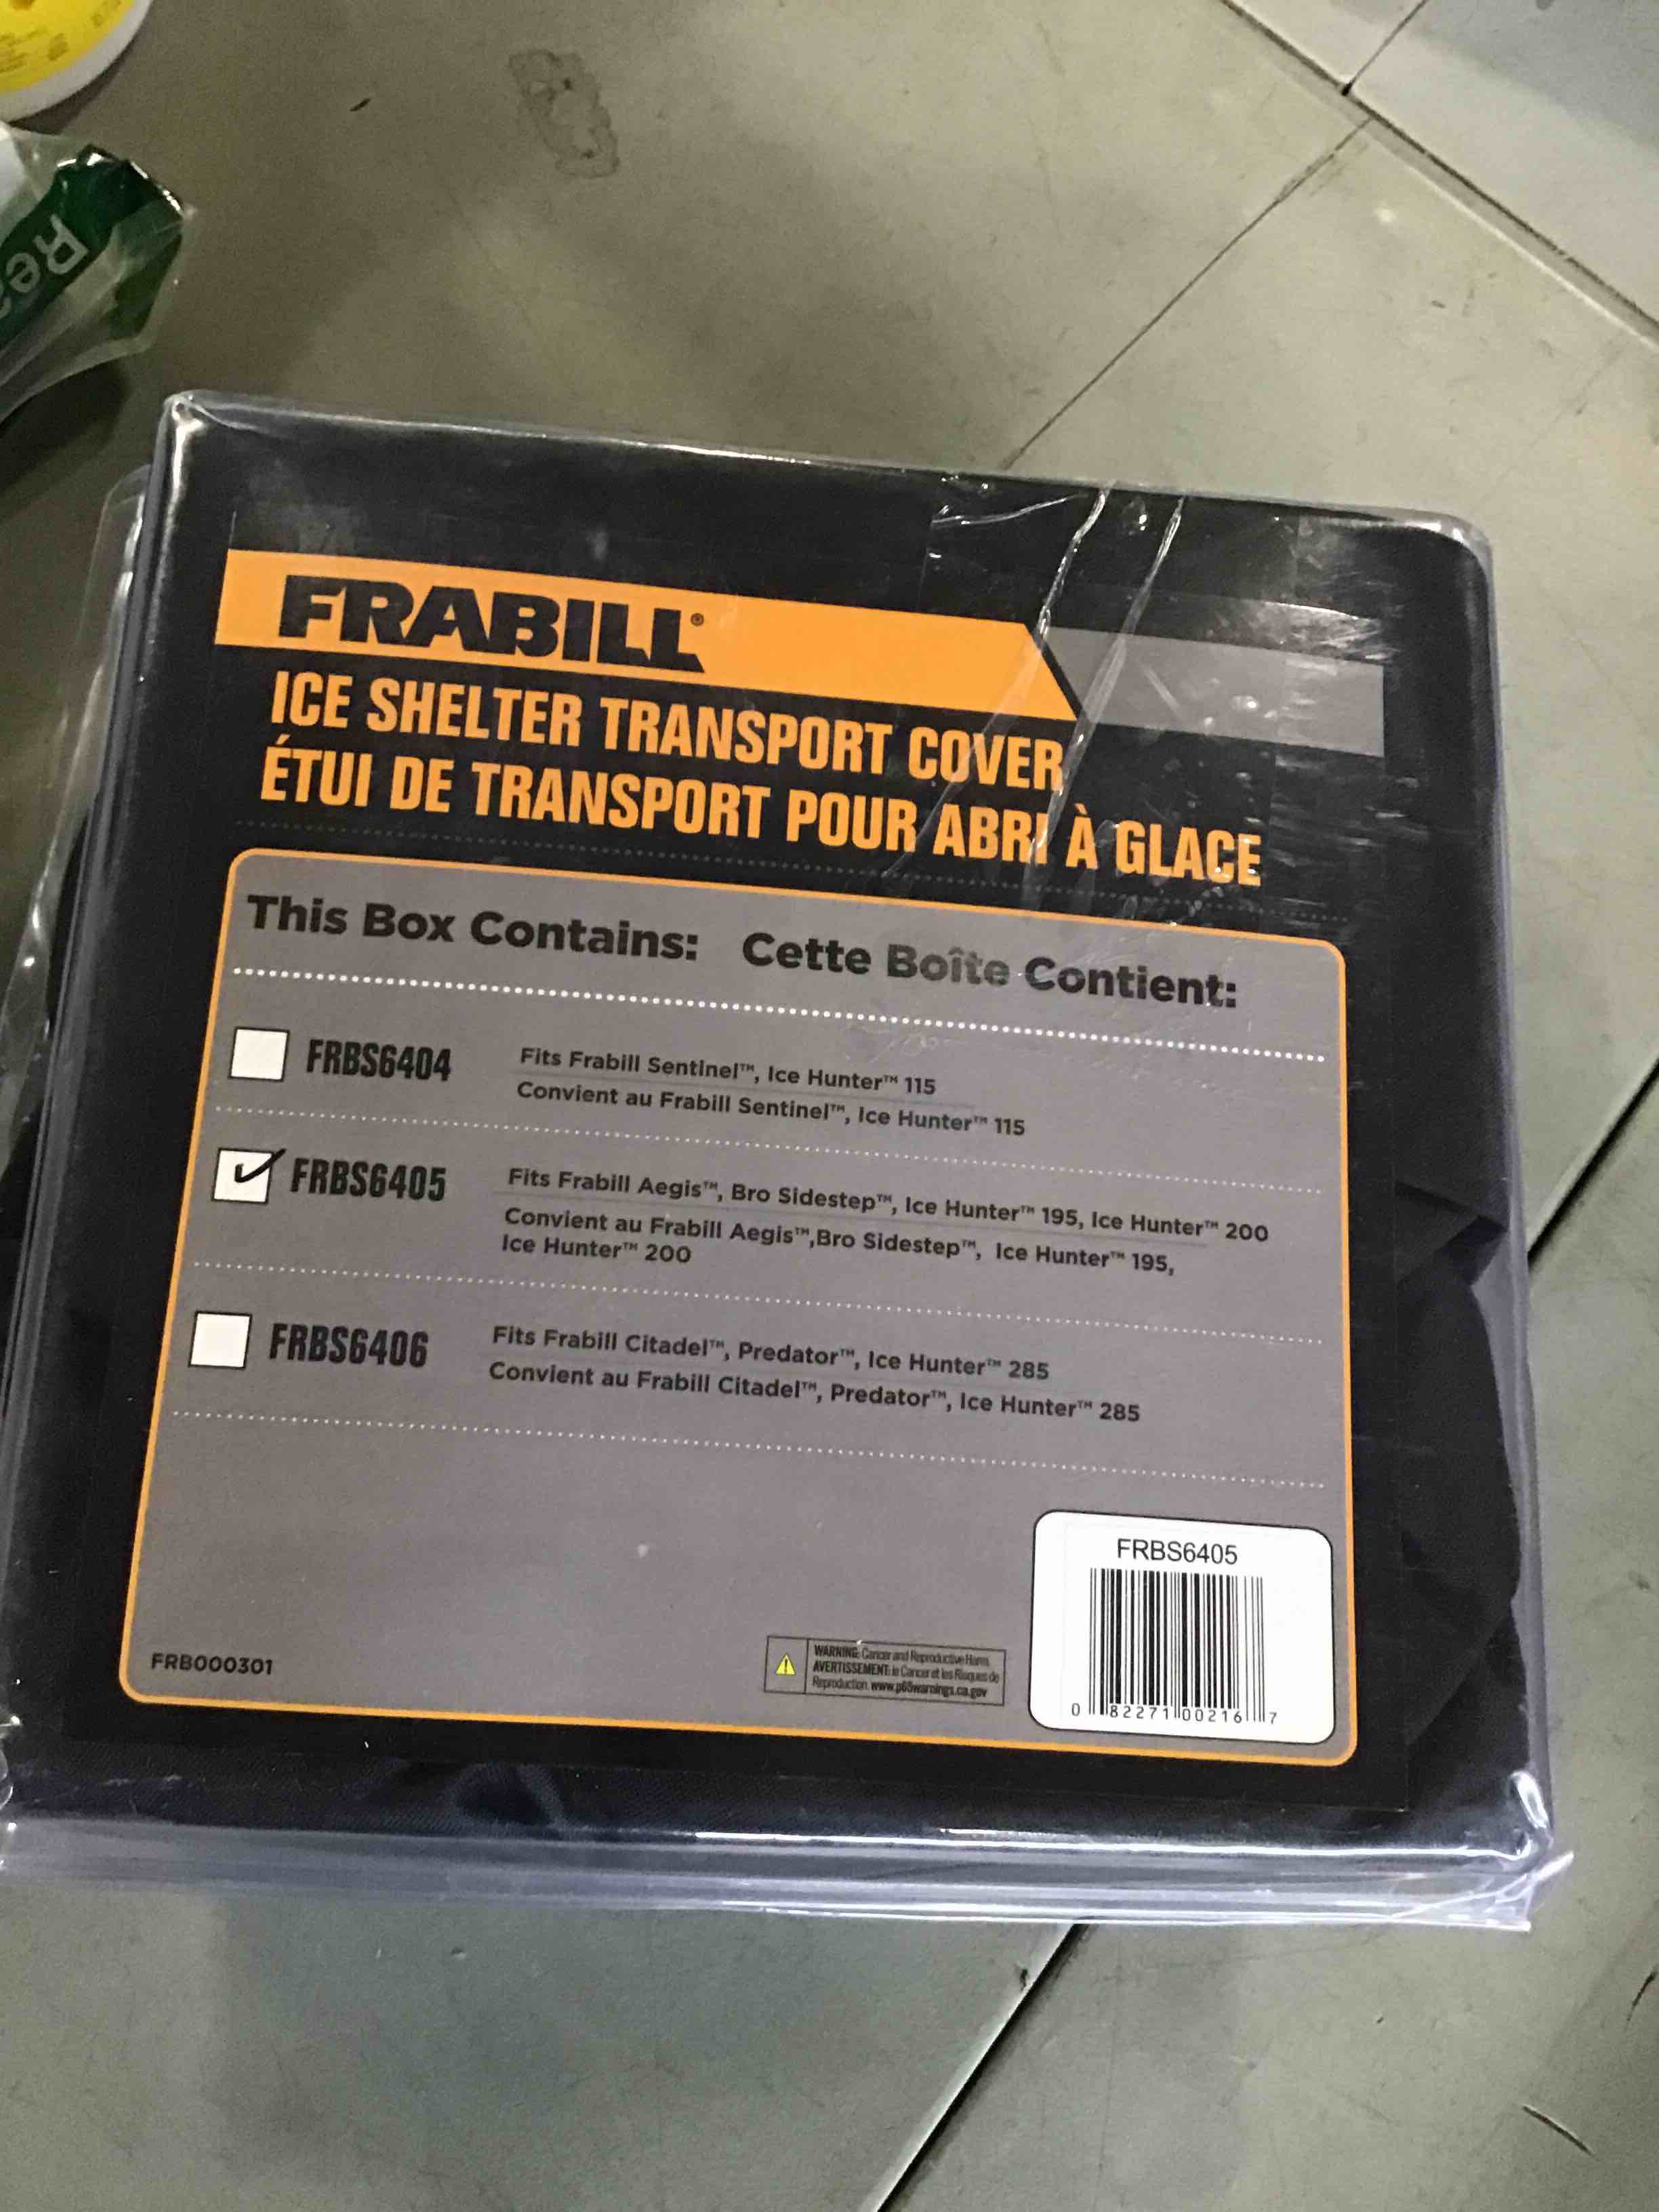 Rea
FRABILL®
ICE SHELTER TRANSPORT COVER
ÉTUI DE TRANSPORT POUR ABRI À GLACE
This Box Contains: Cette Boîte Contient:
FRBS6404 Fits Frabill Sentinel™, Ice Hunter™ 115
Convient au Frabill Sentinel™, Ice Hunter™ 115
FRBS6405 Fits Frabill Aegis™, Bro Sidestep™, Ice Hunter™ 195, Ice Hunter™ 200
Convient au Frabill Aegis™,Bro Sidestep™, Ice Hunter™ 195,
Ice Hunter™ 200
FRBS6406 Fits Frabill Citadel™, Predator™, Ice Hunter™ 285
Convient au Frabill Citadel™, Predator™, Ice Hunter™ 285
FRBS6405
0 82271 00216 7
FRB000301
WARNING: Cancer and Reproductive Harm
AVERTISSEMENT: le Cancer et les Risques de
Reproduction. www.p65warnings.ca.gov